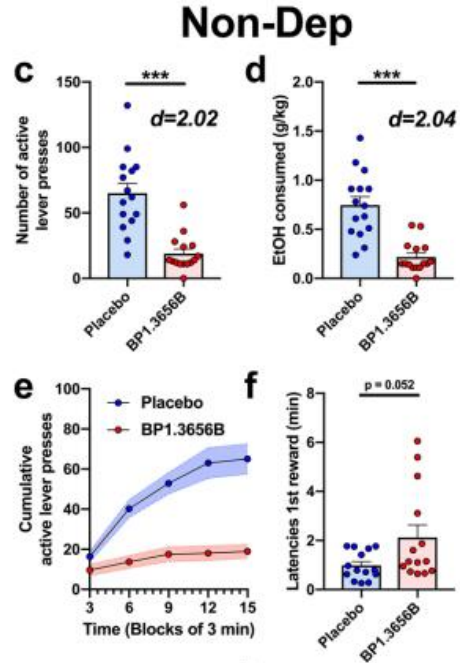 Non-Dep
c
Number of active
lever presses
150
100
50
0
***
d=2.02
Placebo
BP1.3656B
d
EtOH consumed (g/kg)
2.0
1.5
1.0
0.5
0.0
***
d=2.04
Placebo
BP1.3656B
e
Cumulative
active lever presses
100
80
60
40
20
0
Placebo
BP1.3656B
3 6 9 12 15
Time (Blocks of 3 min)
f
Latencies 1st reward (min)
8
6
4
2
0
p = 0.052
Placebo
BP1.3656B